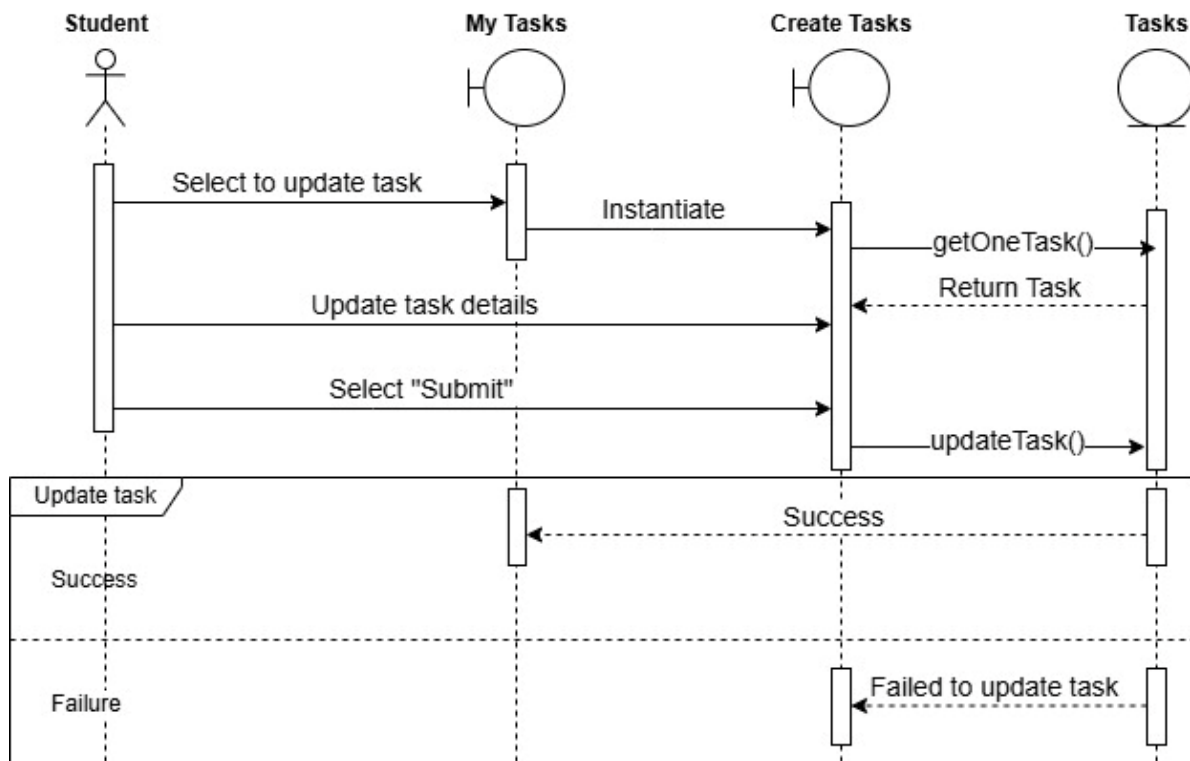 Student
My Tasks
Create Tasks
Tasks
Select to update task
Instantiate
getOneTask()
Return Task
Update task details
Select "Submit"
updateTask()
Update task
Success
Success
Failed to update task
Failure